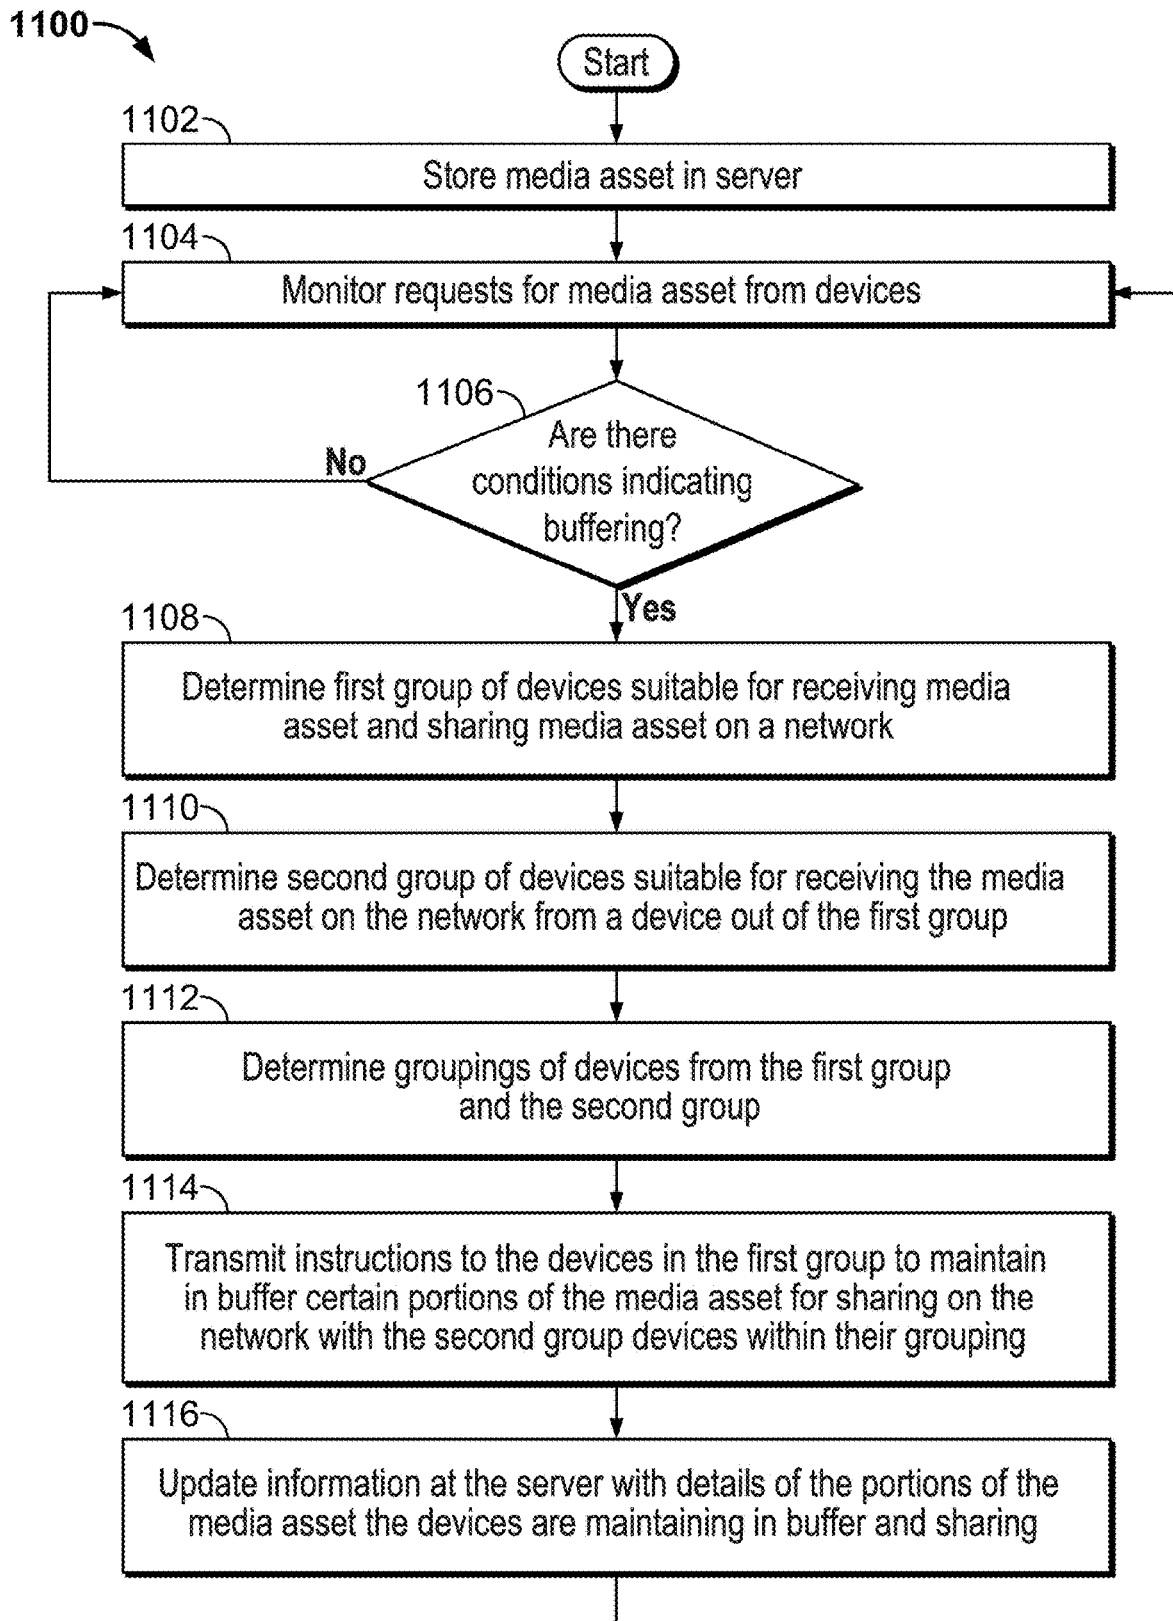 1100
Start
1102
Store media asset in server
1104
Monitor requests for media asset from devices
1106
Are there
conditions indicating
buffering?
No
Yes
1108
Determine first group of devices suitable for receiving media
asset and sharing media asset on a network
1110
Determine second group of devices suitable for receiving the media
asset on the network from a device out of the first group
1112
Determine groupings of devices from the first group
and the second group
1114
Transmit instructions to the devices in the first group to maintain
in buffer certain portions of the media asset for sharing on the
network with the second group devices within their grouping
1116
Update information at the server with details of the portions of the
media asset the devices are maintaining in buffer and sharing